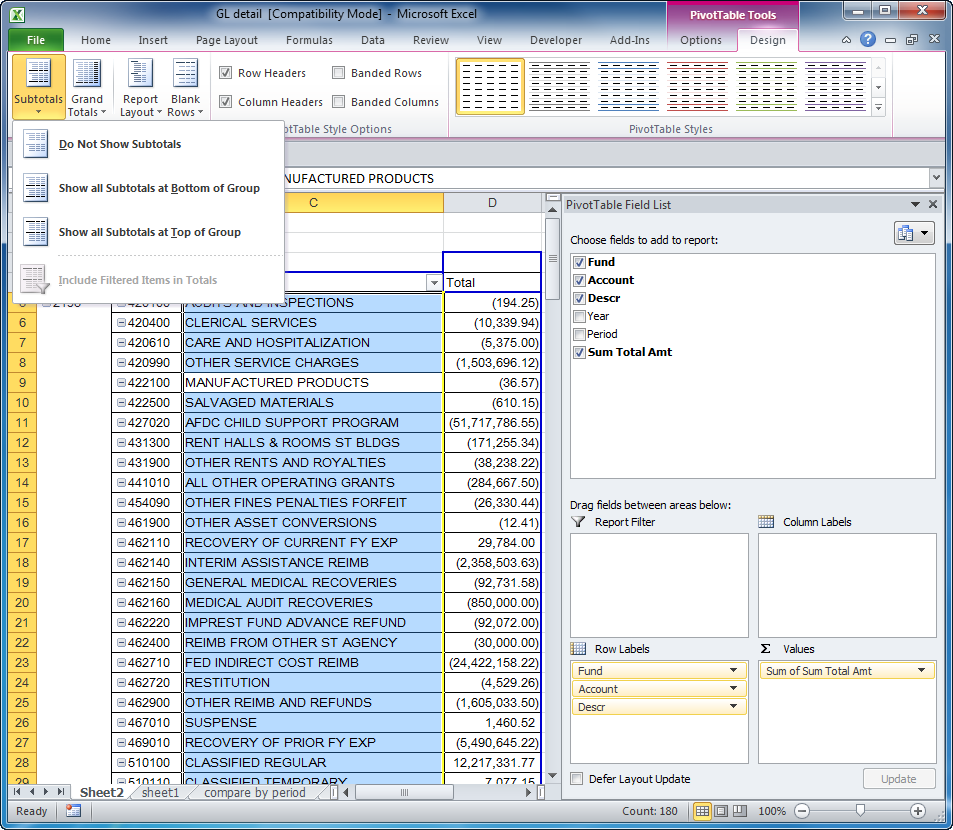 GL detail [Compatibility Mode] - Microsoft Excel
PivotTable Tools
File Home Insert Page Layout Formulas Data Review View Developer Add-Ins Options Design
Subtotals
Grand Totals
Report Layout
Blank Rows
Row Headers
Banded Rows
Column Headers
Banded Columns
PivotTable Style Options
PivotTable Styles
Do Not Show Subtotals
Show all Subtotals at Bottom of Group
Show all Subtotals at Top of Group
Include Filtered Items in Totals
NUFACTURED PRODUCTS
C D
Total
AUDITS AND INSPECTIONS (194.25)
6 420400 CLERICAL SERVICES (10,339.94)
7 420610 CARE AND HOSPITALIZATION (5,375.00)
8 420990 OTHER SERVICE CHARGES (1,503,696.12)
9 422100 MANUFACTURED PRODUCTS (36.57)
10 422500 SALVAGED MATERIALS (610.15)
11 427020 AFDC CHILD SUPPORT PROGRAM (51,717,786.55)
12 431300 RENT HALLS & ROOMS ST BLDGS (171,255.34)
13 431900 OTHER RENTS AND ROYALTIES (38,238.22)
14 441010 ALL OTHER OPERATING GRANTS (284,667.50)
15 454090 OTHER FINES PENALTIES FORFEIT (26,330.44)
16 461900 OTHER ASSET CONVERSIONS (12.41)
17 462110 RECOVERY OF CURRENT FY EXP 29,784.00
18 462140 INTERIM ASSISTANCE REIMB (2,358,503.63)
19 462150 GENERAL MEDICAL RECOVERIES (92,731.58)
20 462160 MEDICAL AUDIT RECOVERIES (850,000.00)
21 462220 IMPREST FUND ADVANCE REFUND (92,072.00)
22 462400 REIMB FROM OTHER ST AGENCY (30,000.00)
23 462710 FED INDIRECT COST REIMB (24,422,158.22)
24 462720 RESTITUTION (4,529.26)
25 462900 OTHER REIMB AND REFUNDS (1,605,033.50)
26 467010 SUSPENSE 1,460.52
27 469010 RECOVERY OF PRIOR FY EXP (5,490,645.22)
28 510100 CLASSIFIED REGULAR 12,217,331.77
29 510110 CLASSIFIED TEMPORARY 7,077.15
Sheet2 sheet1 compare by period
Ready
Count: 180
100%
PivotTable Field List
Choose fields to add to report:
Fund
Account
Descr
Year
Period
Sum Total Amt
Drag fields between areas below:
Report Filter
Column Labels
Row Labels
Σ Values
Fund
Account
Descr
Sum of Sum Total Amt
Defer Layout Update
Update